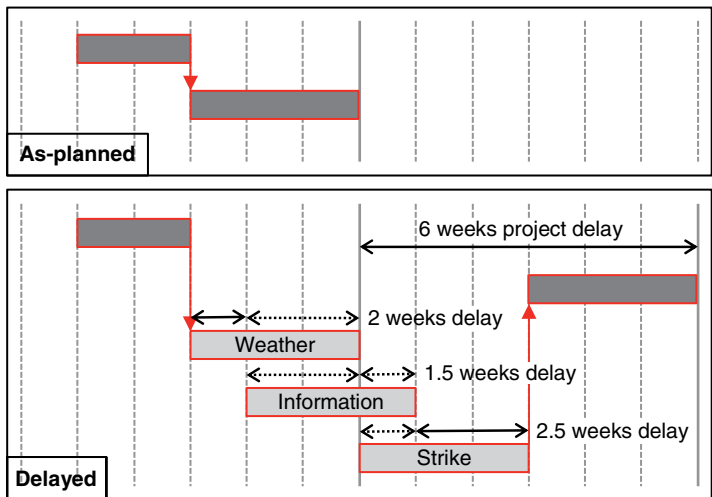 As-planned
6 weeks project delay
2 weeks delay
Weather
1.5 weeks delay
Information
2.5 weeks delay
Strike
Delayed